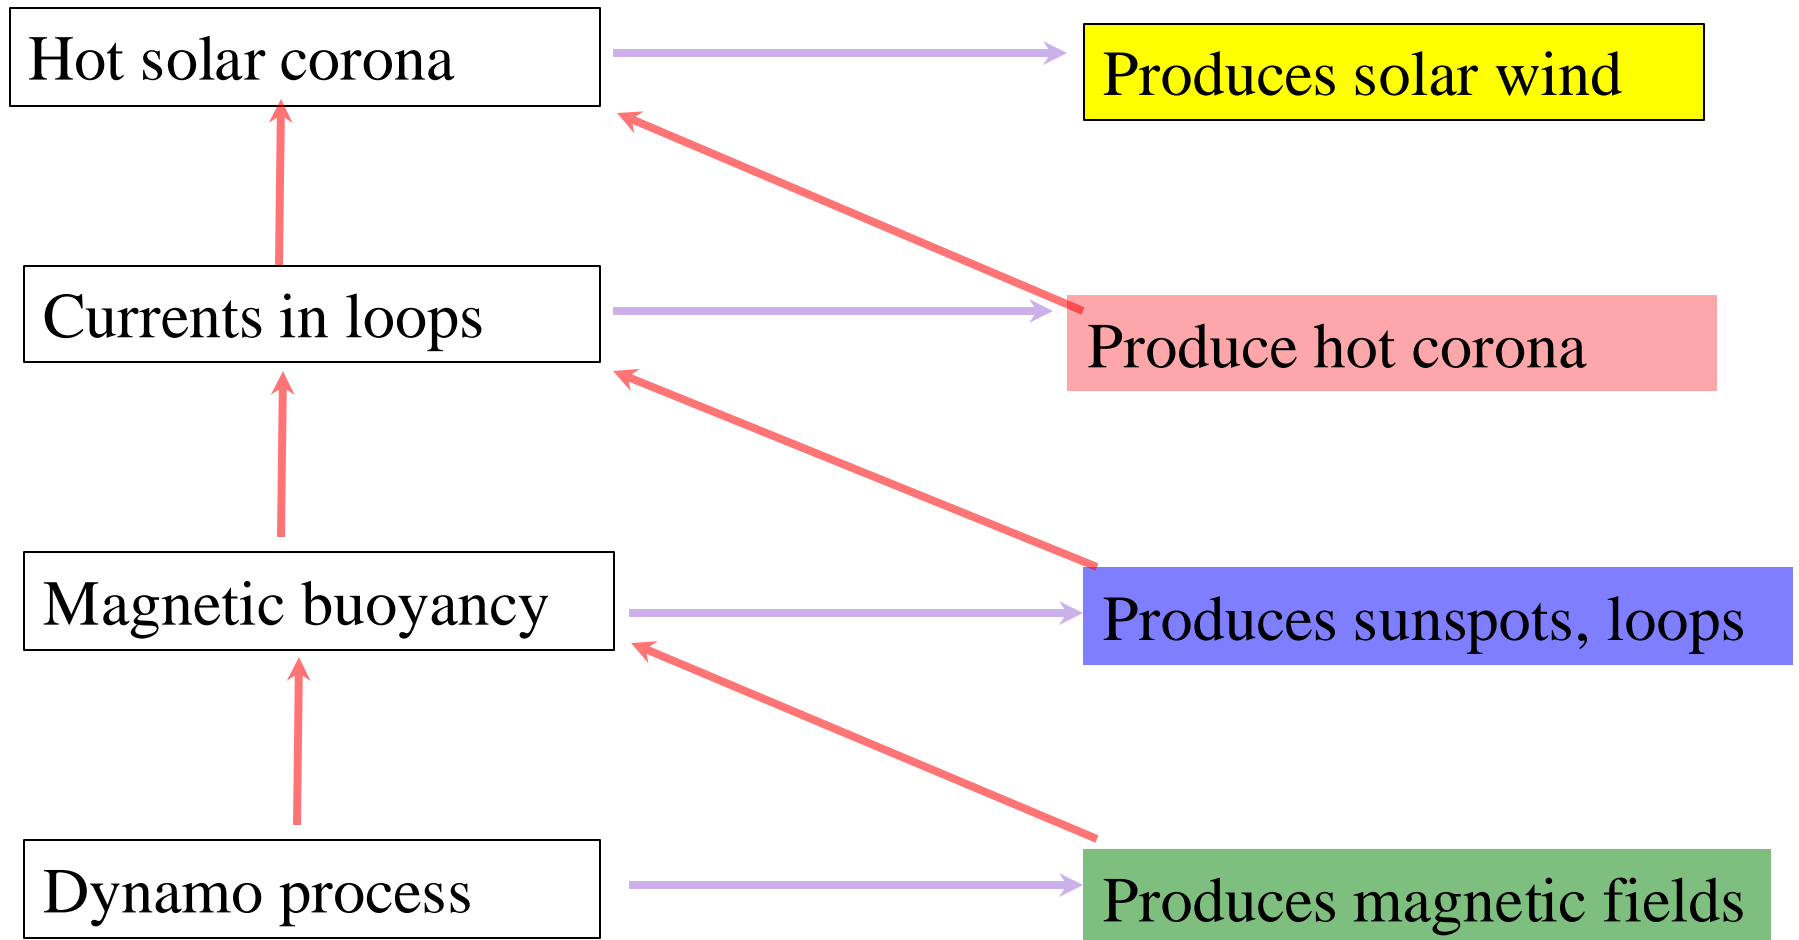 Hot solar corona
Produces solar wind
Currents in loops
Produce hot corona
Magnetic buoyancy
Produces sunspots, loops
Dynamo process
Produces magnetic fields